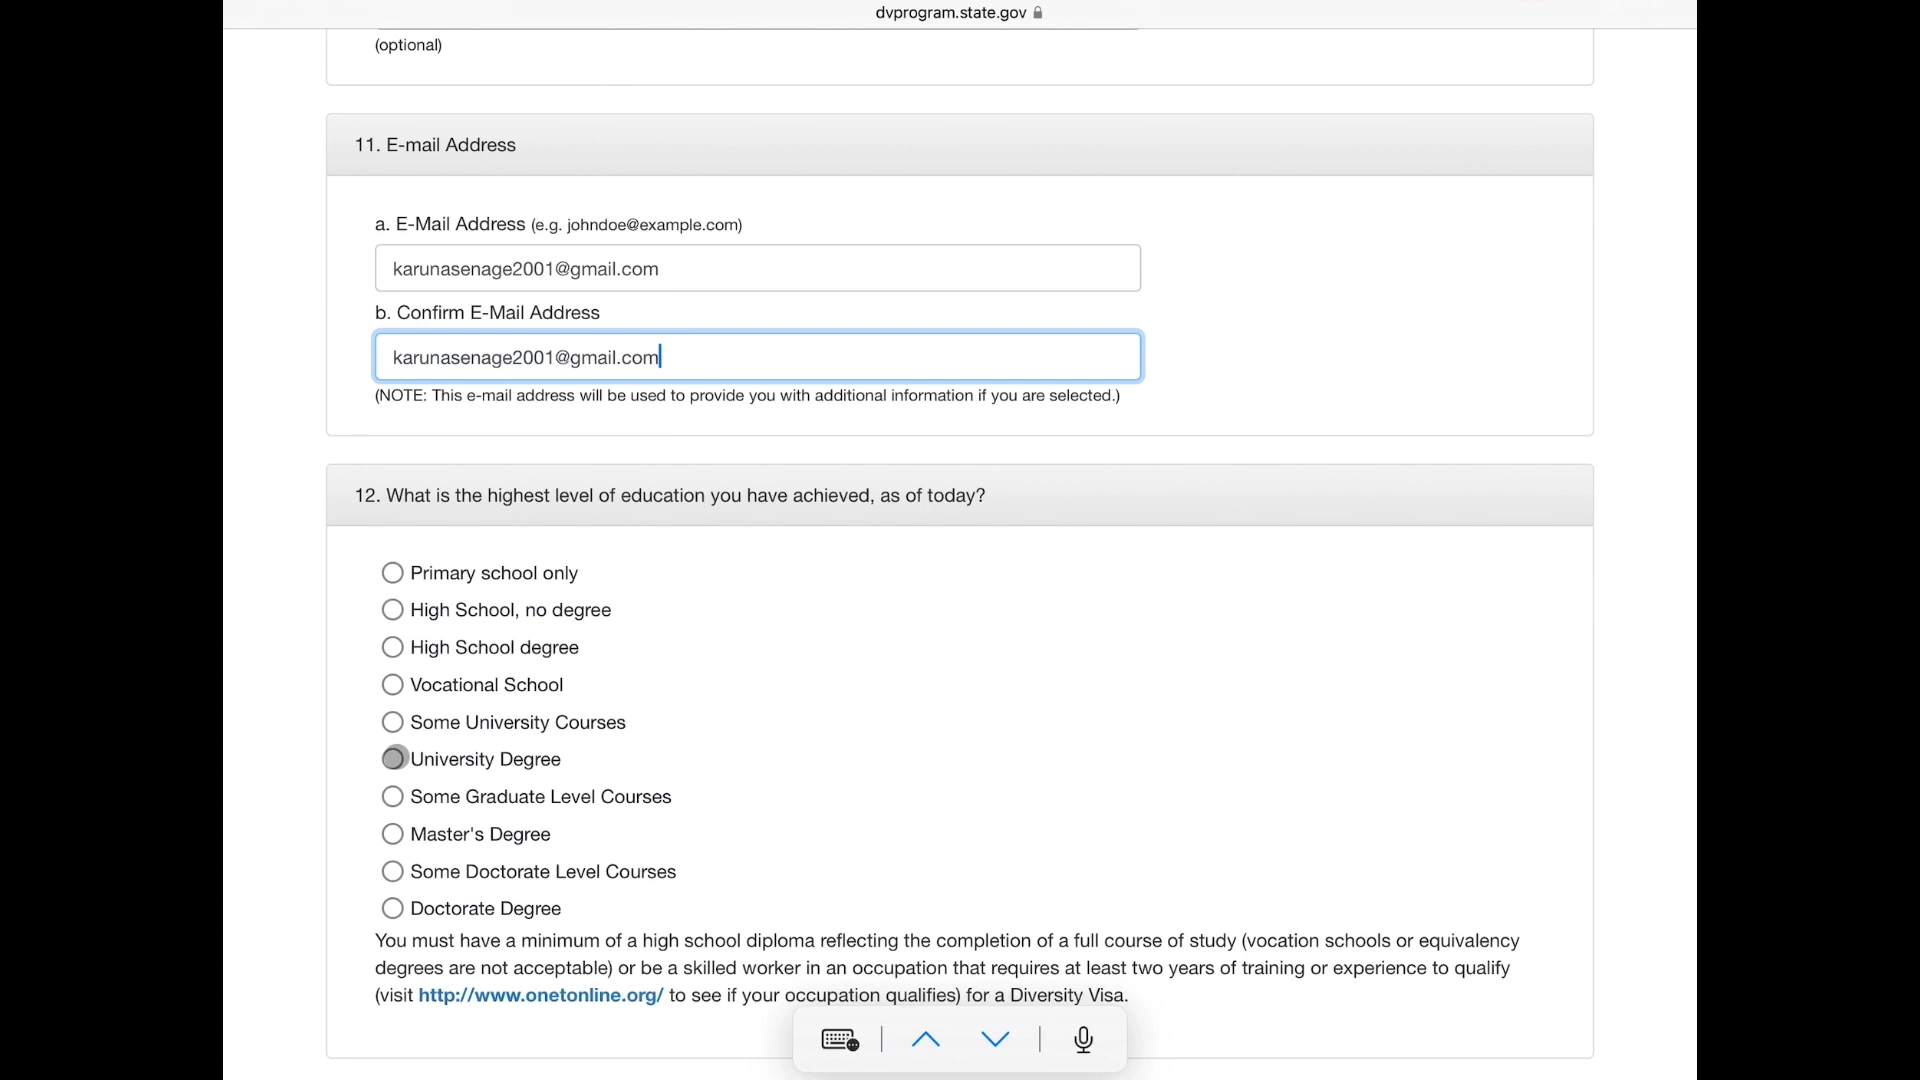 dvprogram.state.gov
(optional)
11. E-mail Address
a. E-Mail Address (e.g. johndoe@example.com)
karunasenage2001@gmail.com
b. Confirm E-Mail Address
karunasenage2001@gmail.com
(NOTE: This e-mail address will be used to provide you with additional information if you are selected.)
12. What is the highest level of education you have achieved, as of today?
Primary school only
High School, no degree
High School degree
Vocational School
Some University Courses
University Degree
Some Graduate Level Courses
Master's Degree
Some Doctorate Level Courses
Doctorate Degree
You must have a minimum of a high school diploma reflecting the completion of a full course of study (vocation schools or equivalency
degrees are not acceptable) or be a skilled worker in an occupation that requires at least two years of training or experience to qualify
(visit http://www.onetonline.org/ to see if your occupation qualifies) for a Diversity Visa.